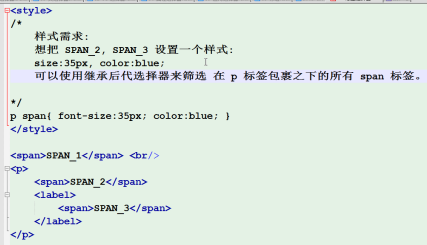 <style>
/*
样式需求:
想把 SPAN_2, SPAN_3 设置一个样式:
size:35px, color:blue;
可以使用继承后代选择器来筛选 在 p 标签包裹之下的所有 span 标签。
*/
p span{ font-size:35px; color:blue; }
</style>
<span>SPAN_1</span> <br/>
<p>
<span>SPAN_2</span>
<label>
<span>SPAN_3</span>
</label>
</p>